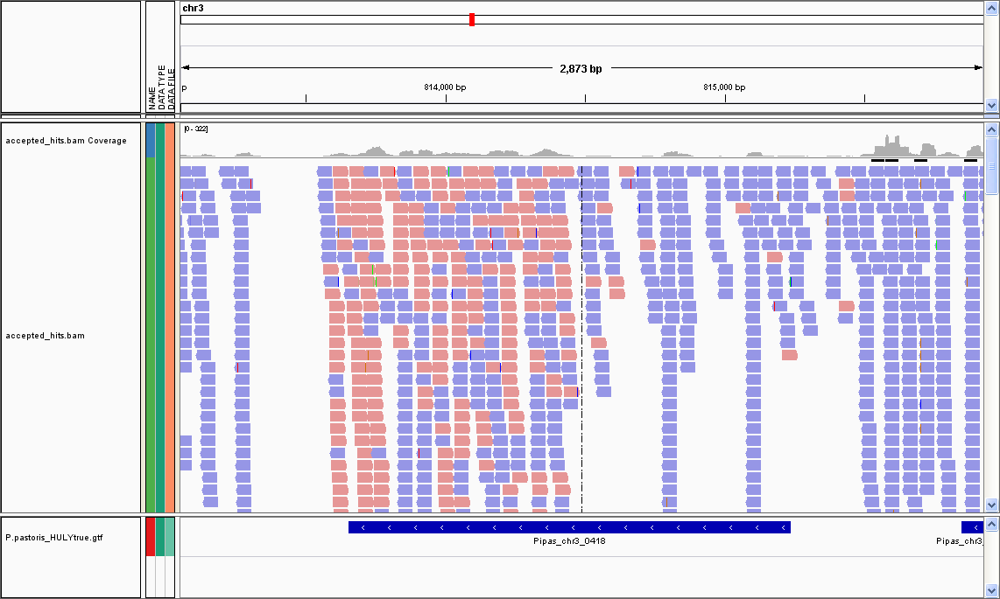 chr3
NAME
DATA TYPE
DATA FILE
2,873 bp
p
814,000 bp
815,000 bp
[0 - 322]
accepted_hits.bam Coverage
accepted_hits.bam
P.pastoris_HULYtrue.gtf
Pipas_chr3_0418
Pipas_chr3_